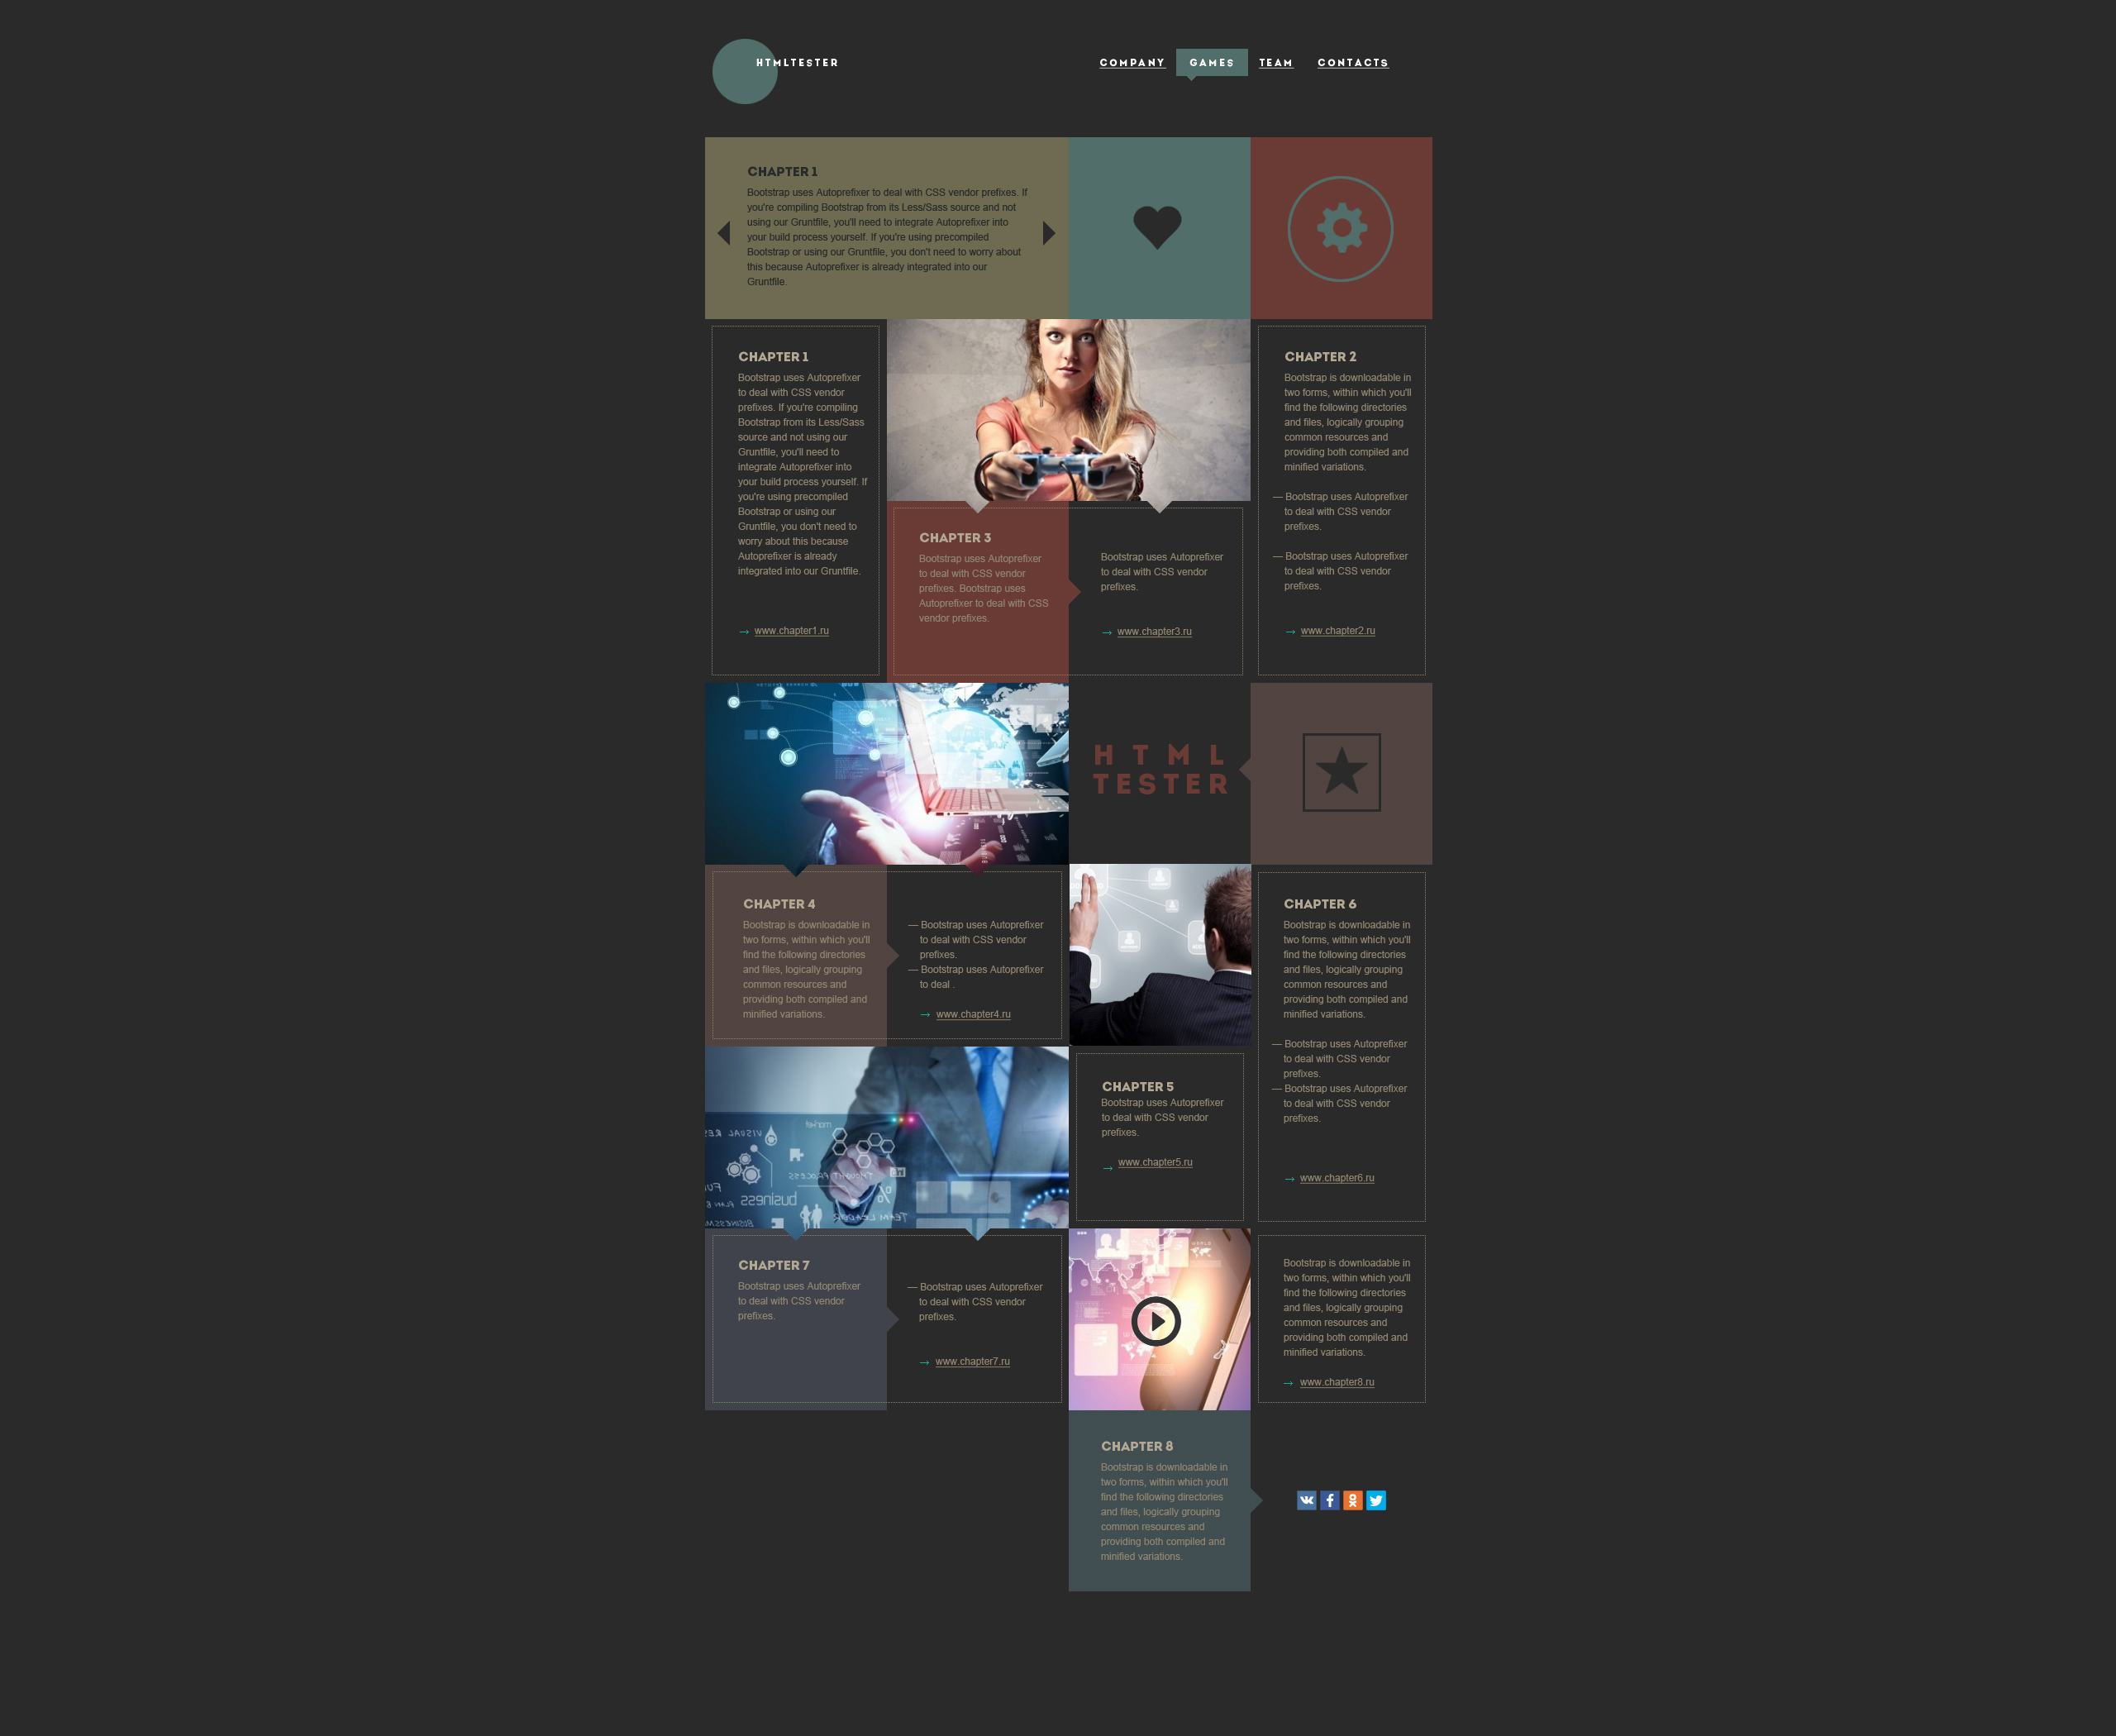 HTMLTESTER
COMPANY
GAMES
TEAM
CONTACTS
CHAPTER 1
Bootstrap uses Autoprefixer to deal with CSS vendor prefixes. If
you're compiling Bootstrap from its Less/Sass source and not
using our Gruntfile, you'll need to integrate Autoprefixer into
your build process yourself. If you're using precompiled
Bootstrap or using our Gruntfile, you don't need to worry about
this because Autoprefixer is already integrated into our
Gruntfile.
CHAPTER 1
Bootstrap uses Autoprefixer
to deal with CSS vendor
prefixes. If you're compiling
Bootstrap from its Less/Sass
source and not using our
Gruntfile, you'll need to
integrate Autoprefixer into
your build process yourself. If
you're using precompiled
Bootstrap or using our
Gruntfile, you don't need to
worry about this because
Autoprefixer is already
integrated into our Gruntfile.
→ www.chapter1.ru
CHAPTER 3
Bootstrap uses Autoprefixer
to deal with CSS vendor
prefixes. Bootstrap uses
Autoprefixer to deal with CSS
vendor prefixes.
Bootstrap uses Autoprefixer
to deal with CSS vendor
prefixes.
→ www.chapter3.ru
CHAPTER 2
Bootstrap is downloadable in
two forms, within which you'll
find the following directories
and files, logically grouping
common resources and
providing both compiled and
minified variations.
— Bootstrap uses Autoprefixer
to deal with CSS vendor
prefixes.
— Bootstrap uses Autoprefixer
to deal with CSS vendor
prefixes.
→ www.chapter2.ru
HTML
TESTER
CHAPTER 4
Bootstrap is downloadable in
two forms, within which you'll
find the following directories
and files, logically grouping
common resources and
providing both compiled and
minified variations.
— Bootstrap uses Autoprefixer
to deal with CSS vendor
prefixes.
— Bootstrap uses Autoprefixer
to deal .
→ www.chapter4.ru
CHAPTER 6
Bootstrap is downloadable in
two forms, within which you'll
find the following directories
and files, logically grouping
common resources and
providing both compiled and
minified variations.
— Bootstrap uses Autoprefixer
to deal with CSS vendor
prefixes.
— Bootstrap uses Autoprefixer
to deal with CSS vendor
prefixes.
→ www.chapter6.ru
market
VISUAL RES
THOUGHT PROCESS
business
TEAM LEADER
CHAPTER 5
Bootstrap uses Autoprefixer
to deal with CSS vendor
prefixes.
→ www.chapter5.ru
CHAPTER 7
Bootstrap uses Autoprefixer
to deal with CSS vendor
prefixes.
— Bootstrap uses Autoprefixer
to deal with CSS vendor
prefixes.
→ www.chapter7.ru
Bootstrap is downloadable in
two forms, within which you'll
find the following directories
and files, logically grouping
common resources and
providing both compiled and
minified variations.
→ www.chapter8.ru
CHAPTER 8
Bootstrap is downloadable in
two forms, within which you'll
find the following directories
and files, logically grouping
common resources and
providing both compiled and
minified variations.